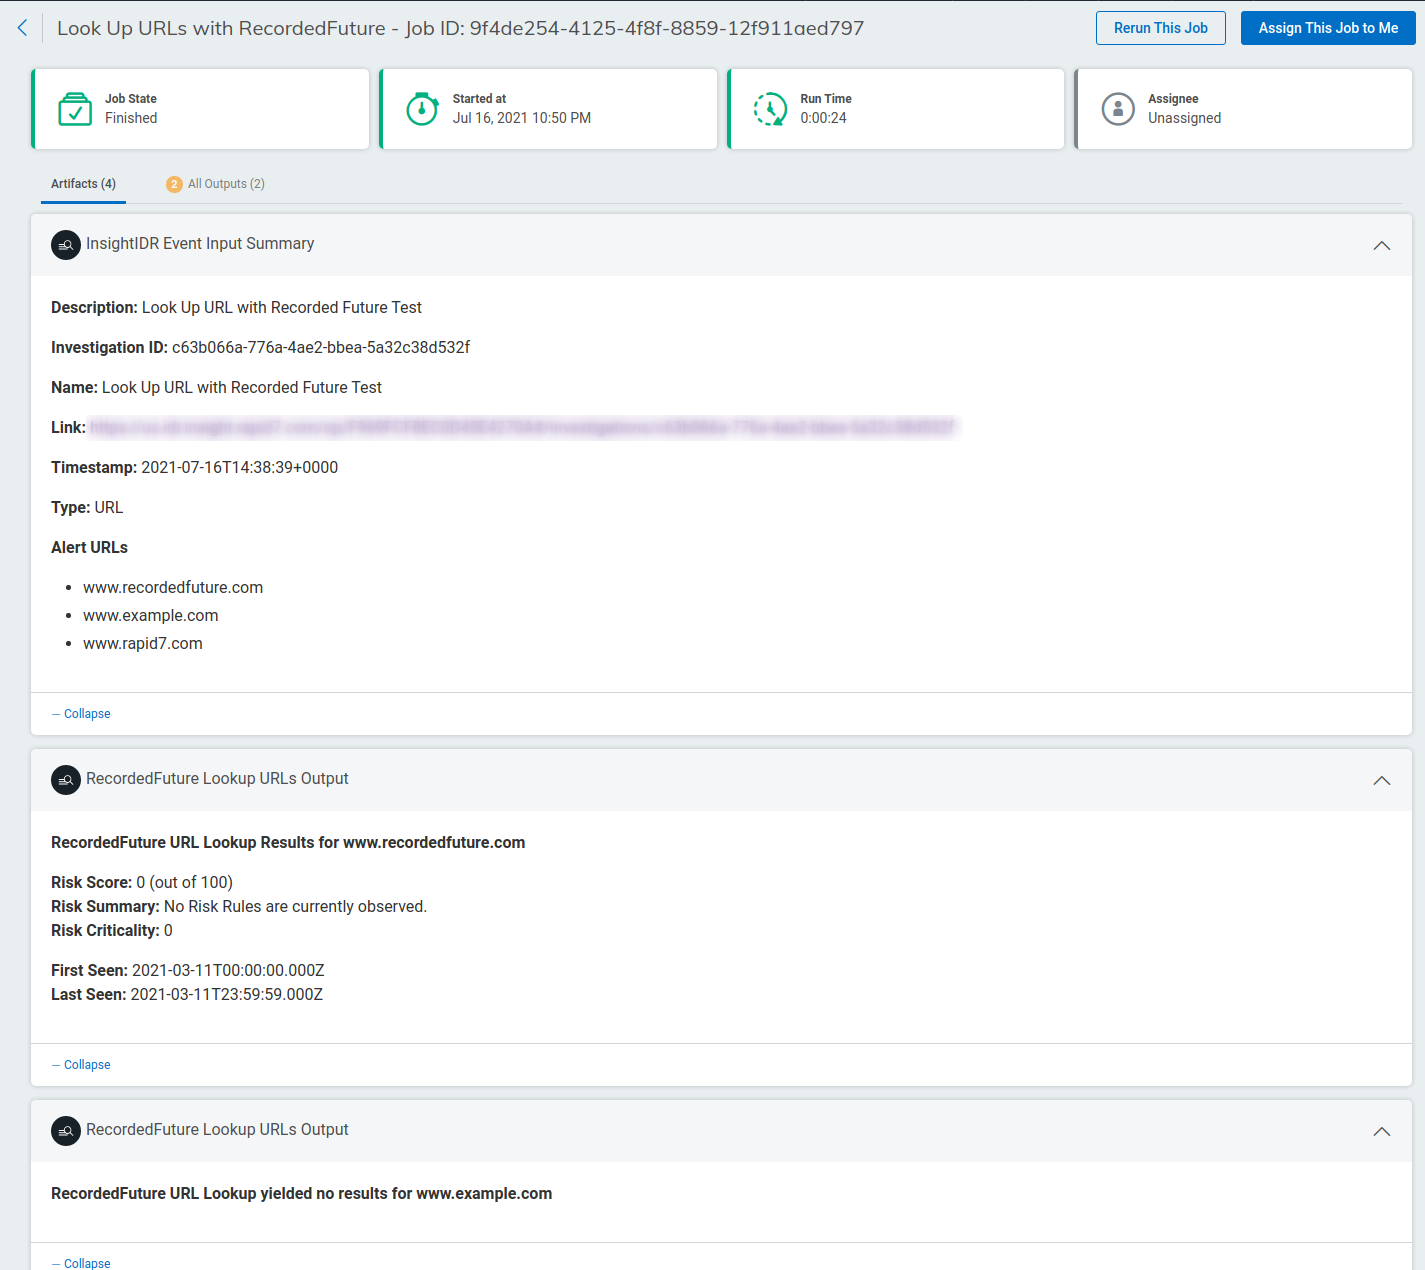 Look Up URLs with RecordedFuture - Job ID: 9f4de254-4125-4f8f-8859-12f911aed797
Rerun This Job
Assign This Job to Me
Job State
Finished
Started at
Jul 16, 2021 10:50 PM
Run Time
0:00:24
Assignee
Unassigned
Artifacts (4)
2 All Outputs (2)
InsightIDR Event Input Summary
Description: Look Up URL with Recorded Future Test
Investigation ID: c63b066a-776a-4ae2-bbea-5a32c38d532f
Name: Look Up URL with Recorded Future Test
Link:
Timestamp: 2021-07-16T14:38:39+0000
Type: URL
Alert URLs
• www.recordedfuture.com
• www.example.com
• www.rapid7.com
— Collapse
RecordedFuture Lookup URLs Output
RecordedFuture URL Lookup Results for www.recordedfuture.com
Risk Score: 0 (out of 100)
Risk Summary: No Risk Rules are currently observed.
Risk Criticality: 0
First Seen: 2021-03-11T00:00:00.000Z
Last Seen: 2021-03-11T23:59:59.000Z
— Collapse
RecordedFuture Lookup URLs Output
RecordedFuture URL Lookup yielded no results for www.example.com
— Collapse